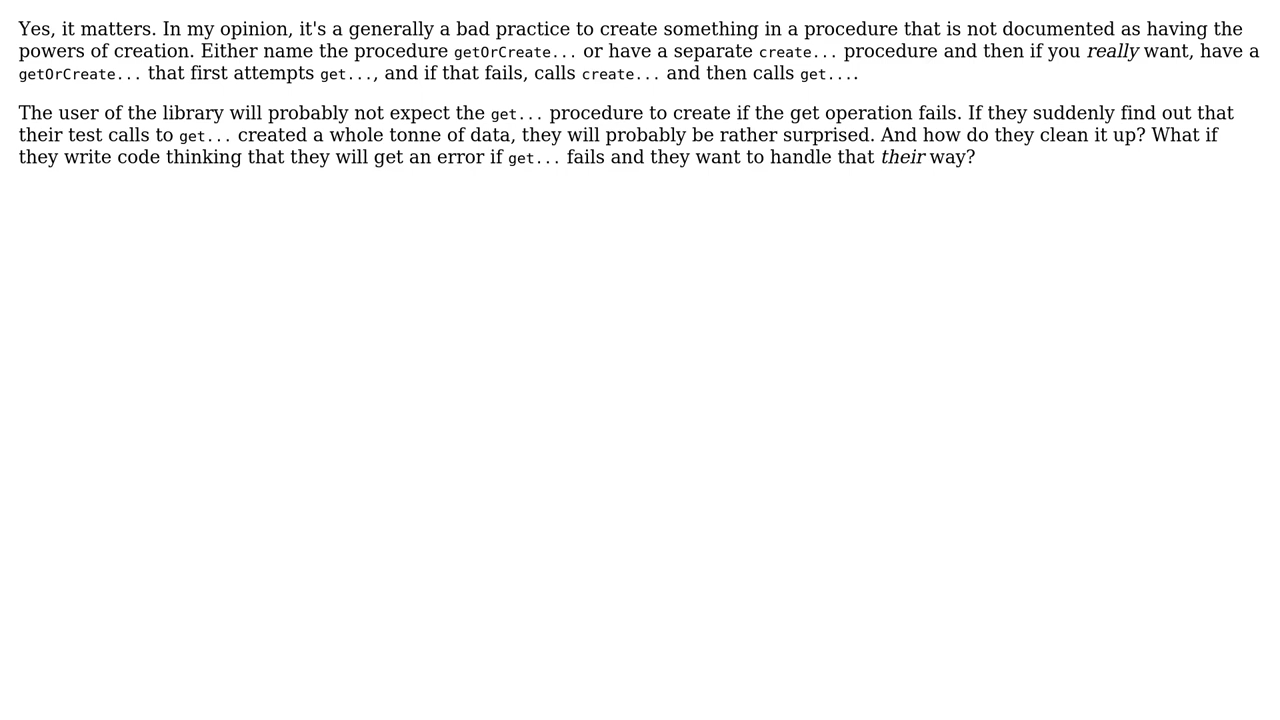 Yes, it matters. In my opinion, it's a generally a bad practice to create something in a procedure that is not documented as having the
powers of creation. Either name the procedure getOrCreate... or have a separate create... procedure and then if you really want, have a
getOrCreate... that first attempts get..., and if that fails, calls create... and then calls get....
The user of the library will probably not expect the get... procedure to create if the get operation fails. If they suddenly find out that
their test calls to get... created a whole tonne of data, they will probably be rather surprised. And how do they clean it up? What if
they write code thinking that they will get an error if get... fails and they want to handle that their way?